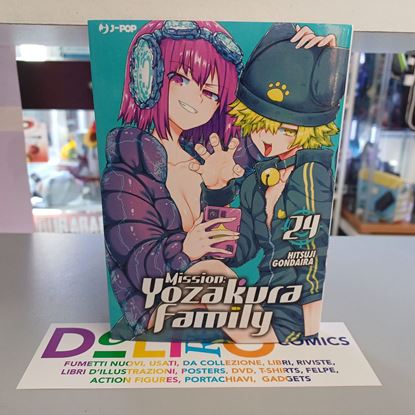 J-POP
24
HITSUJI
GONDAIRA
Mission:
Yozakura
family
COMICS
FUMETTI NUOVI, USATI, DA COLLEZIONE, LIBRI, RIVISTE,
LIBRI D'ILLUSTRAZIONI, POSTERS, DVD, T-SHIRTS, FELPE,
ACTION FIGURES, PORTACHIAVI, GADGETS